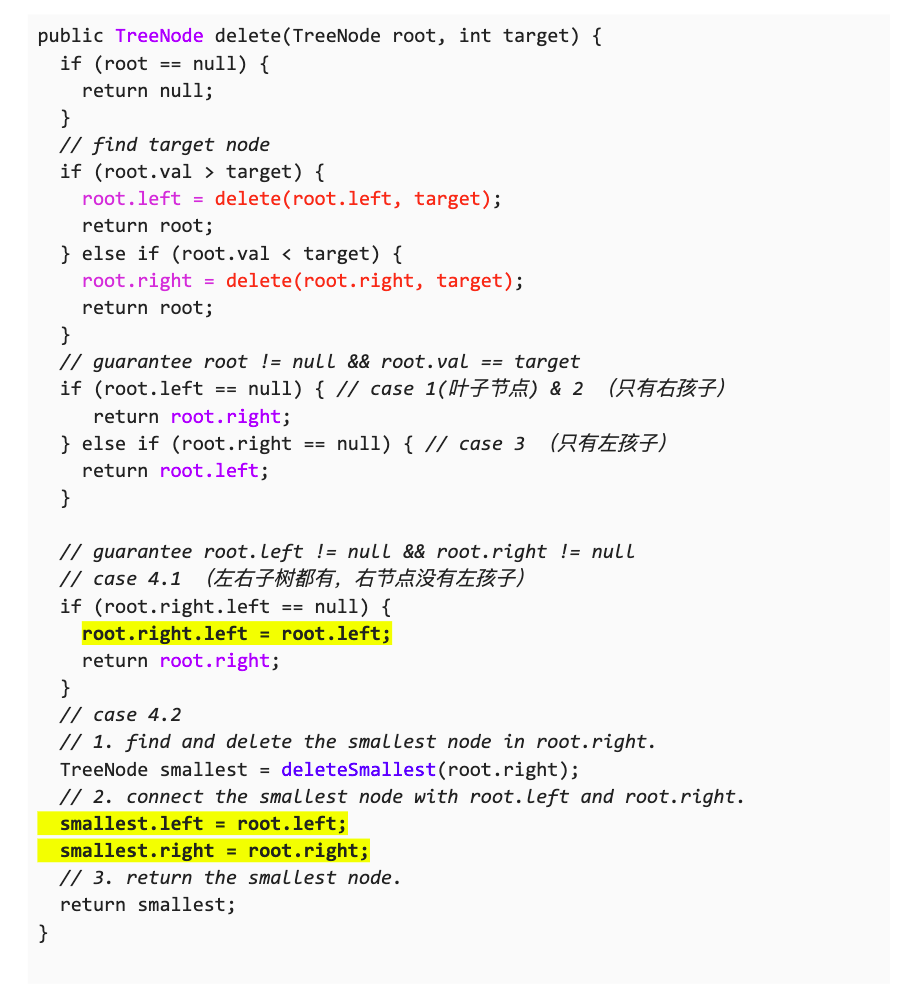 public TreeNode delete(TreeNode root, int target) {
  if (root == null) {
    return null;
  }
  // find target node
  if (root.val > target) {
    root.left = delete(root.left, target);
    return root;
  } else if (root.val < target) {
    root.right = delete(root.right, target);
    return root;
  }
  // guarantee root != null && root.val == target
  if (root.left == null) { // case 1(叶子节点) & 2 （只有右孩子）
     return root.right;
  } else if (root.right == null) { // case 3 （只有左孩子）
    return root.left;
  }
  // guarantee root.left != null && root.right != null
  // case 4.1 （左右子树都有，右节点没有左孩子）
  if (root.right.left == null) {
    root.right.left = root.left;
    return root.right;
  }
  // case 4.2
  // 1. find and delete the smallest node in root.right.
  TreeNode smallest = deleteSmallest(root.right);
  // 2. connect the smallest node with root.left and root.right.
  smallest.left = root.left;
  smallest.right = root.right;
  // 3. return the smallest node.
  return smallest;
}